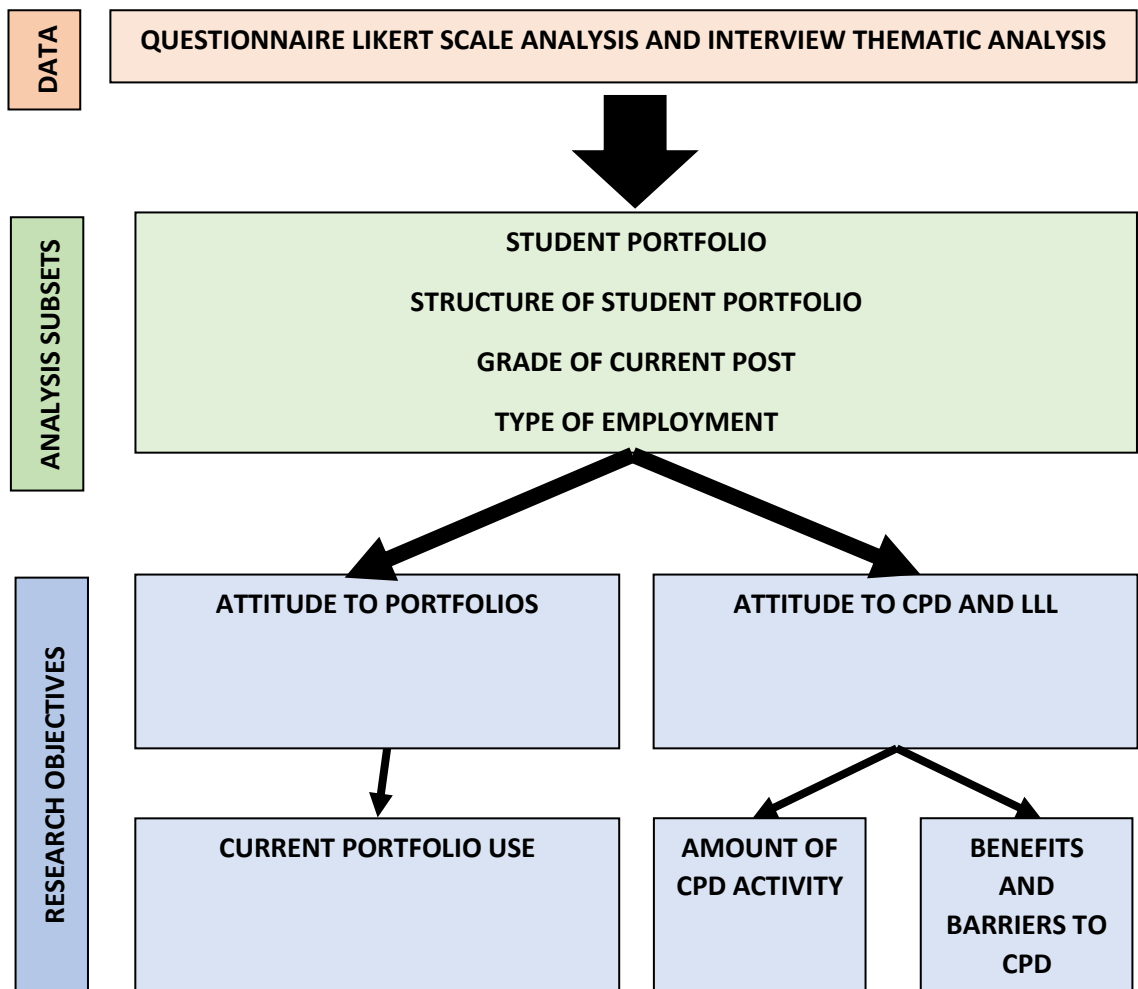 DATA
QUESTIONNAIRE LIKERT SCALE ANALYSIS AND INTERVIEW THEMATIC ANALYSIS
ANALYSIS SUBSETS
STUDENT PORTFOLIO
STRUCTURE OF STUDENT PORTFOLIO
GRADE OF CURRENT POST
TYPE OF EMPLOYMENT
RESEARCH OBJECTIVES
ATTITUDE TO PORTFOLIOS
ATTITUDE TO CPD AND LLL
CURRENT PORTFOLIO USE
AMOUNT OF
CPD ACTIVITY
BENEFITS
AND
BARRIERS TO
CPD